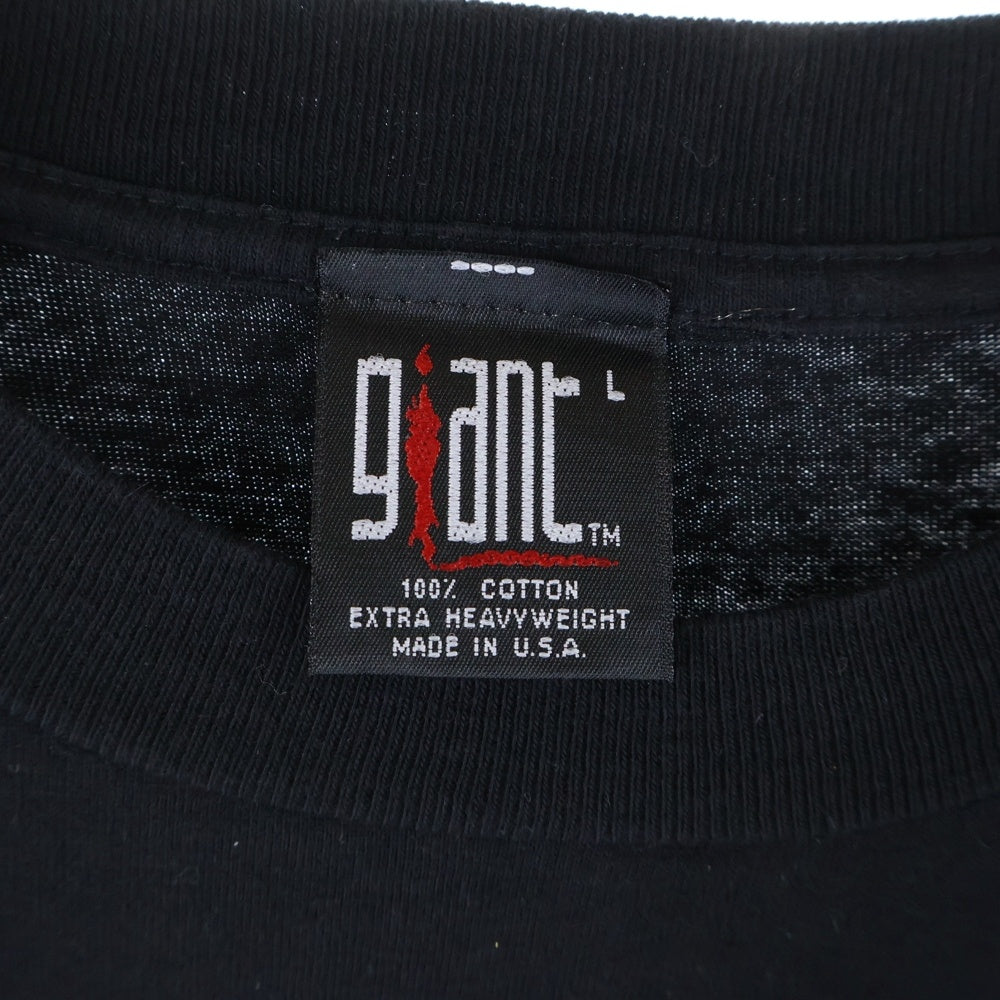 giant L
TM
100% COTTON
EXTRA HEAVYWEIGHT
MADE IN U.S.A.